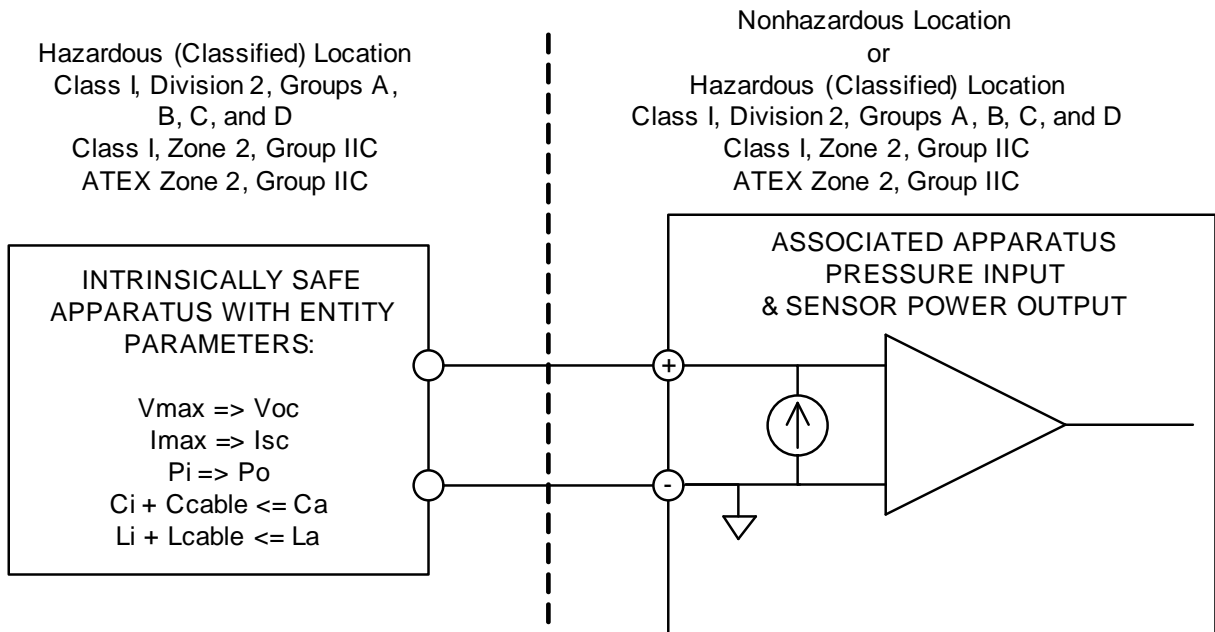 Hazardous (Classified) Location
Class I, Division 2, Groups A,
B, C, and D
Class I, Zone 2, Group IIC
ATEX Zone 2, Group IIC
Nonhazardous Location
or
Hazardous (Classified) Location
Class I, Division 2, Groups A, B, C, and D
Class I, Zone 2, Group IIC
ATEX Zone 2, Group IIC
INTRINSICALLY SAFE
APPARATUS WITH ENTITY
PARAMETERS:
Vmax => Voc
Imax => Isc
Pi => Po
Ci + Ccable <= Ca
Li + Lcable <= La
ASSOCIATED APPARATUS
PRESSURE INPUT
& SENSOR POWER OUTPUT
+
-